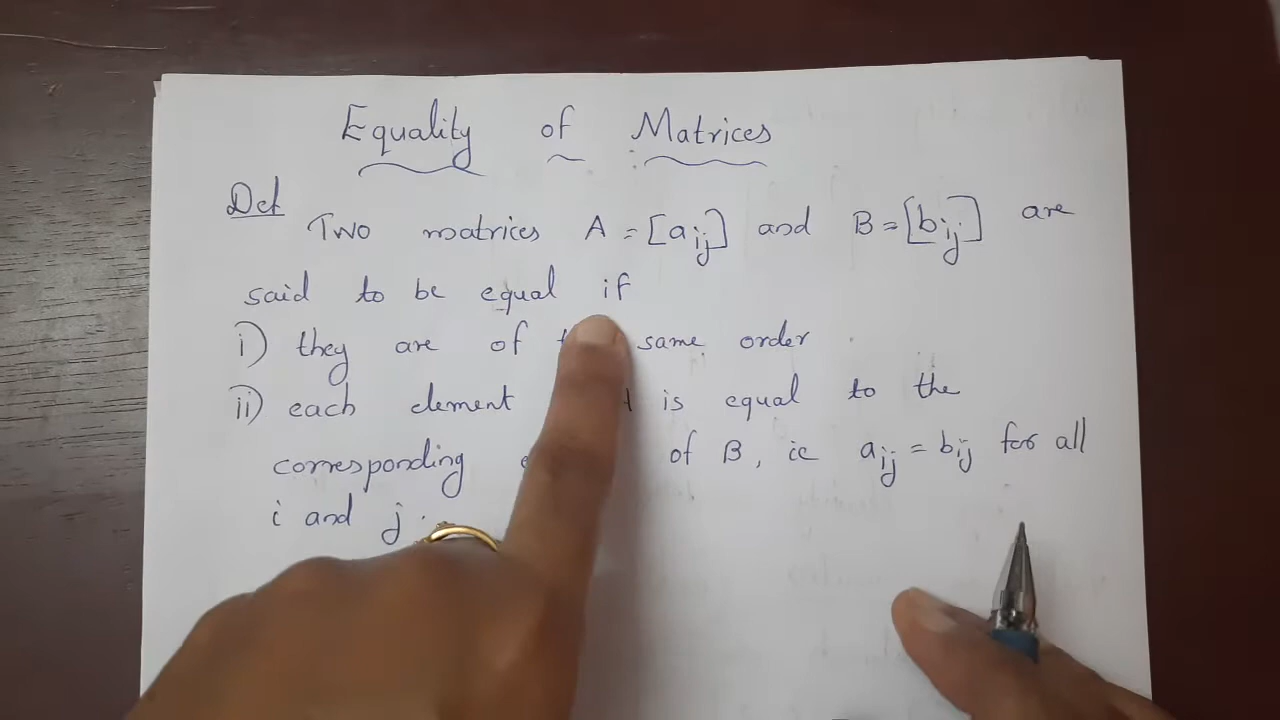 Equality of Matrices
Def
Two matrices A = [aij] and B = [bij] are
said to be equal if
i) they are of same order
ii) each element is equal to the
corresponding of B, ie aij = bij for all
i and j.